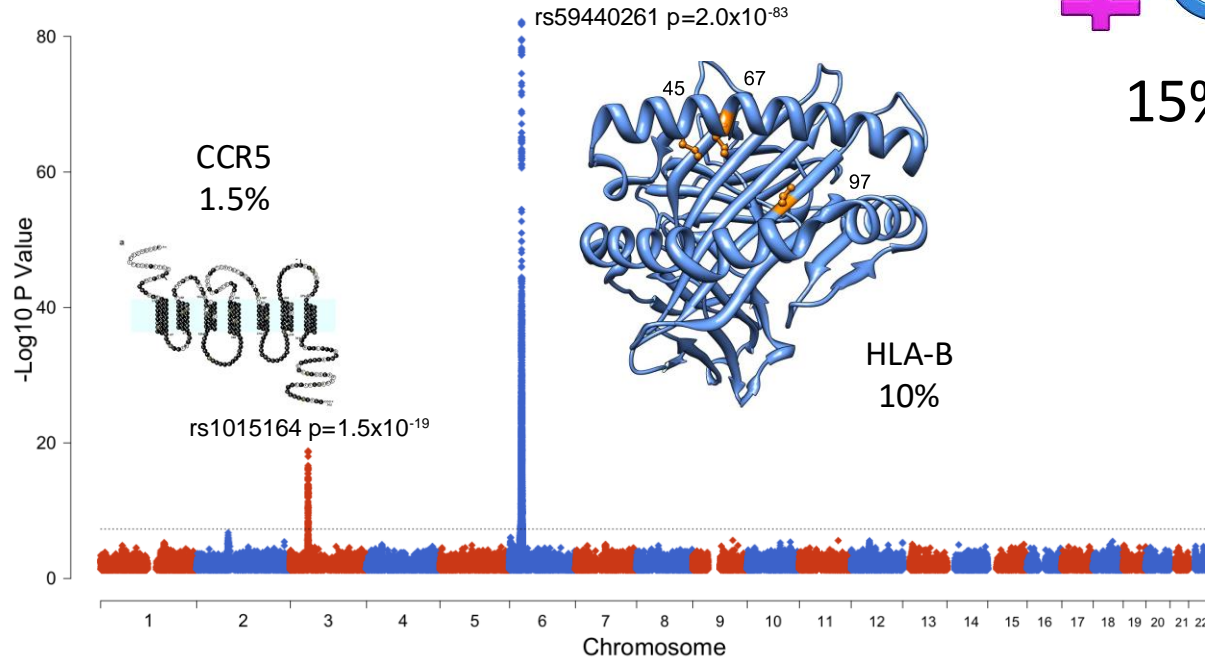 rs59440261 p=2.0x10⁻⁸³
15%
45
67
97
CCR5
1.5%
HLA-B
10%
rs1015164 p=1.5x10⁻¹⁹
-Log10 P Value
80
60
40
20
0
1 2 3 4 5 6 7 8 9 10 11 12 13 14 15 16 17 18 19 20 21 22
Chromosome